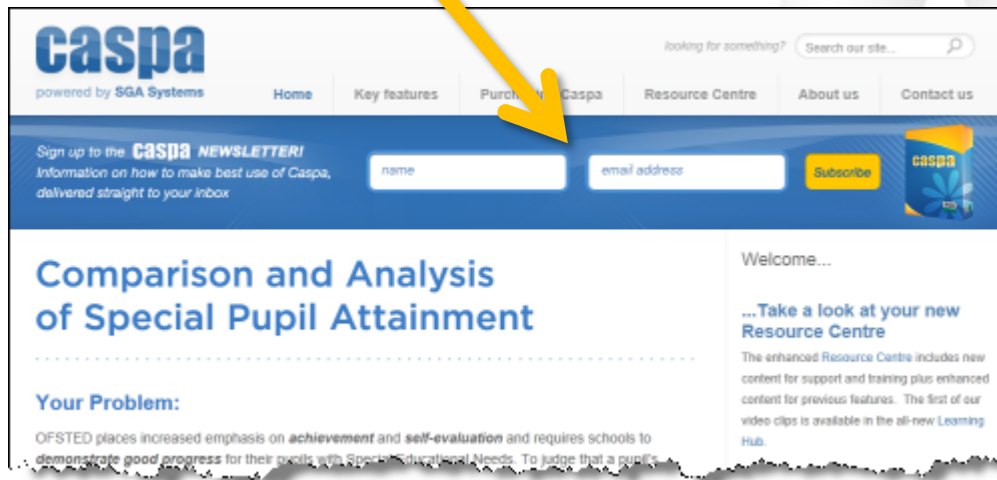 caspa
powered by SGA Systems
looking for something?
Search our site...
Home
Key features
Caspa
Resource Centre
About us
Contact us
Sign up to the caspa NEWSLETTER!
Information on how to make best use of Caspa,
delivered straight to your inbox
name
email address
Subscribe
caspa
Comparison and Analysis
of Special Pupil Attainment
Your Problem:
OFSTED places increased emphasis on achievement and self-evaluation and requires schools to
demonstrate good progress for their pupils with Special Educational Needs. To judge that a pupil's
Welcome...
...Take a look at your new
Resource Centre
The enhanced Resource Centre includes new
content for support and training plus enhanced
content for previous features. The first of our
video clips is available in the all-new Learning
Hub.